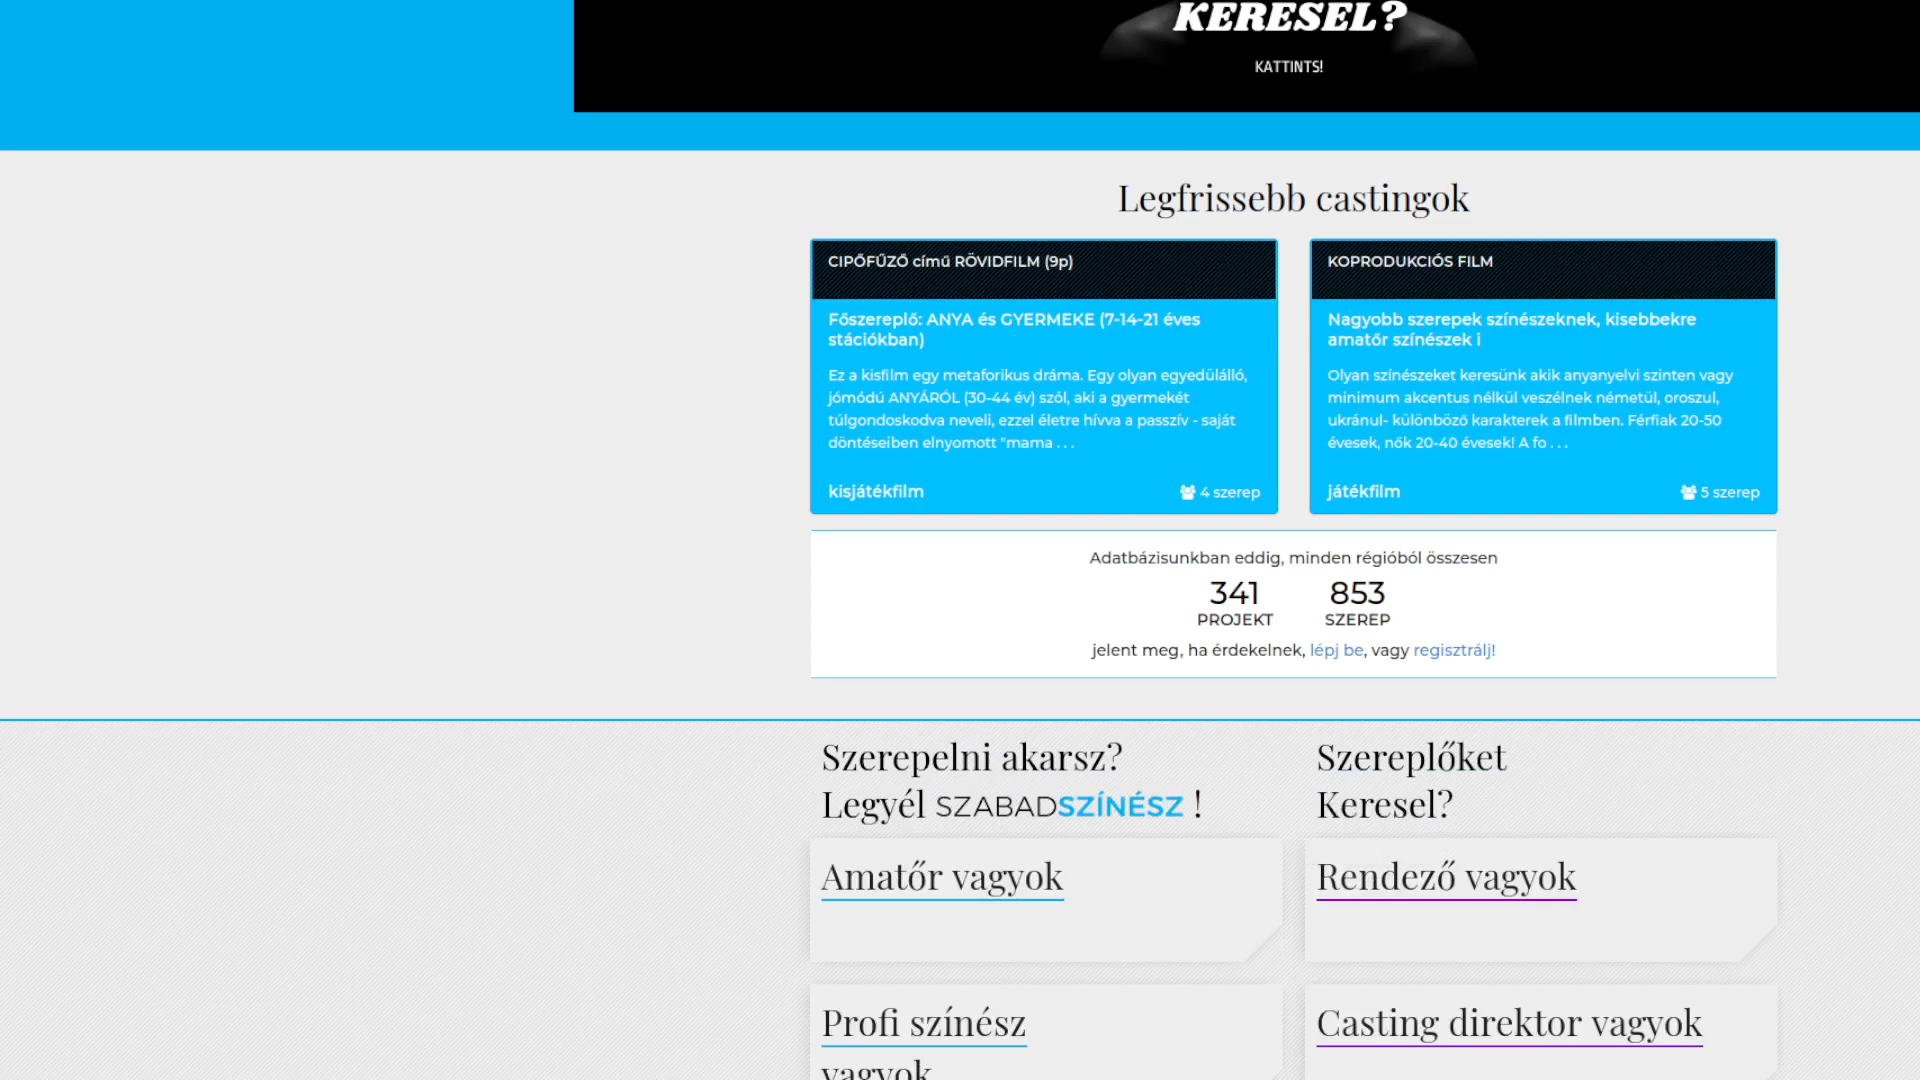 KERESEL?
KATTINTS!
Legfrissebb castingok
CIPŐFŰZŐ című RÖVIDFILM (9p)
Főszereplő: ANYA és GYERMEKE (7-14-21 éves
stációkban)
Ez a kisfilm egy metaforikus dráma. Egy olyan egyedülálló,
jómódú ANYÁRÓL (30-44 év) szól, aki a gyermekét
túlgondoskodva neveli, ezzel életre hívva a passzív - saját
döntéseiben elnyomott "mama . . .
kisjátékfilm
4 szerep
KOPRODUKCIÓS FILM
Nagyobb szerepek színészeknek, kisebbekre
amatőr színészek i
Olyan színészeket keresünk akik anyanyelvi szinten vagy
minimum akcentus nélkül veszélnek németül, oroszul,
ukránul- különböző karakterek a filmben. Férfiak 20-50
évesek, nők 20-40 évesek! A fo . . .
játékfilm
5 szerep
Adatbázisunkban eddig, minden régióból összesen
341 853
PROJEKT SZEREP
jelent meg, ha érdekelnek, lépj be, vagy regisztrálj!
Szerepelni akarsz?
Legyél SZABADSZÍNÉSZ !
Amatőr vagyok
Profi színész
vagyok
Szereplőket
Keresel?
Rendező vagyok
Casting direktor vagyok